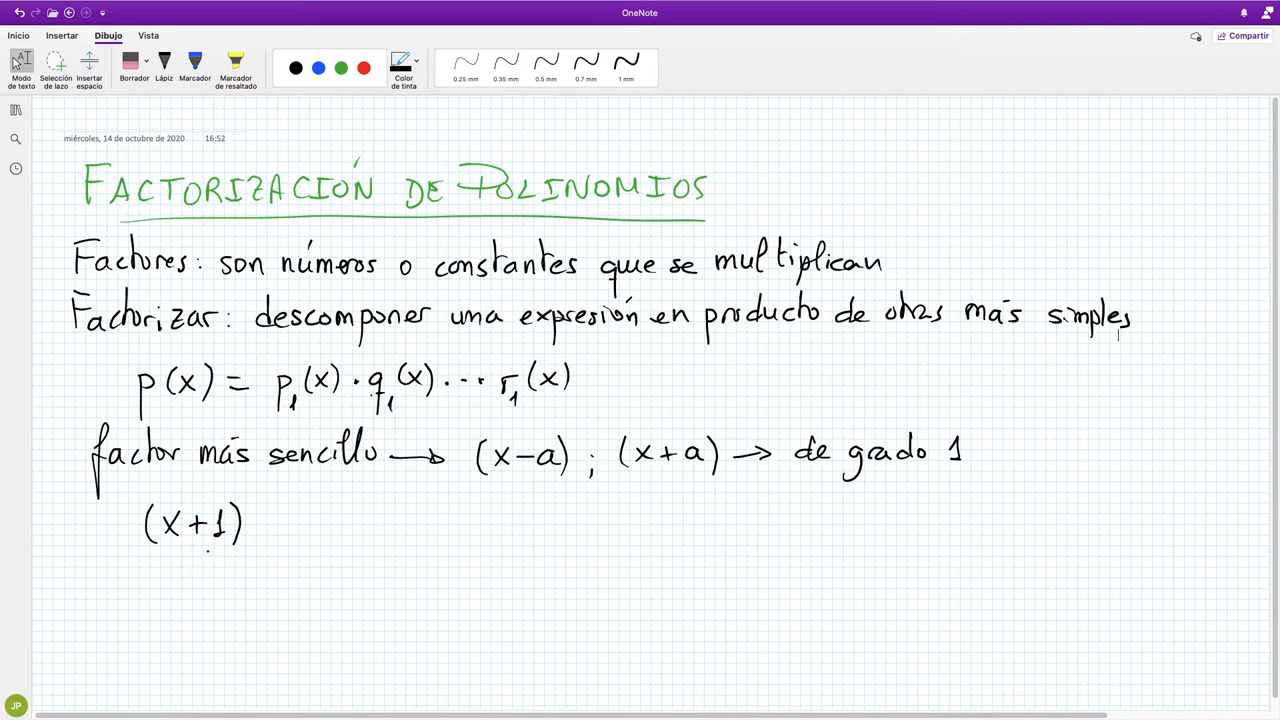 OneNote
Inicio Insertar Dibujo Vista
Compartir
Modo de texto
Selección de lazo
Insertar espacio
Borrador
Lápiz
Marcador
Marcador de resaltado
Color de tinta
0.25 mm 0.35 mm 0.5 mm 0.7 mm 1 mm
miércoles, 14 de octubre de 2020 16:52
FACTORIZACIÓN DE POLINOMIOS
Factores: son números o constantes que se multiplican
Factorizar: descomponer una expresión en producto de otras más simples
p(x) = p₁(x) · q₁(x) · ·· r₁(x)
factor más sencillo → (x-a) ; (x+a) → de grado 1
(x+1)
JP